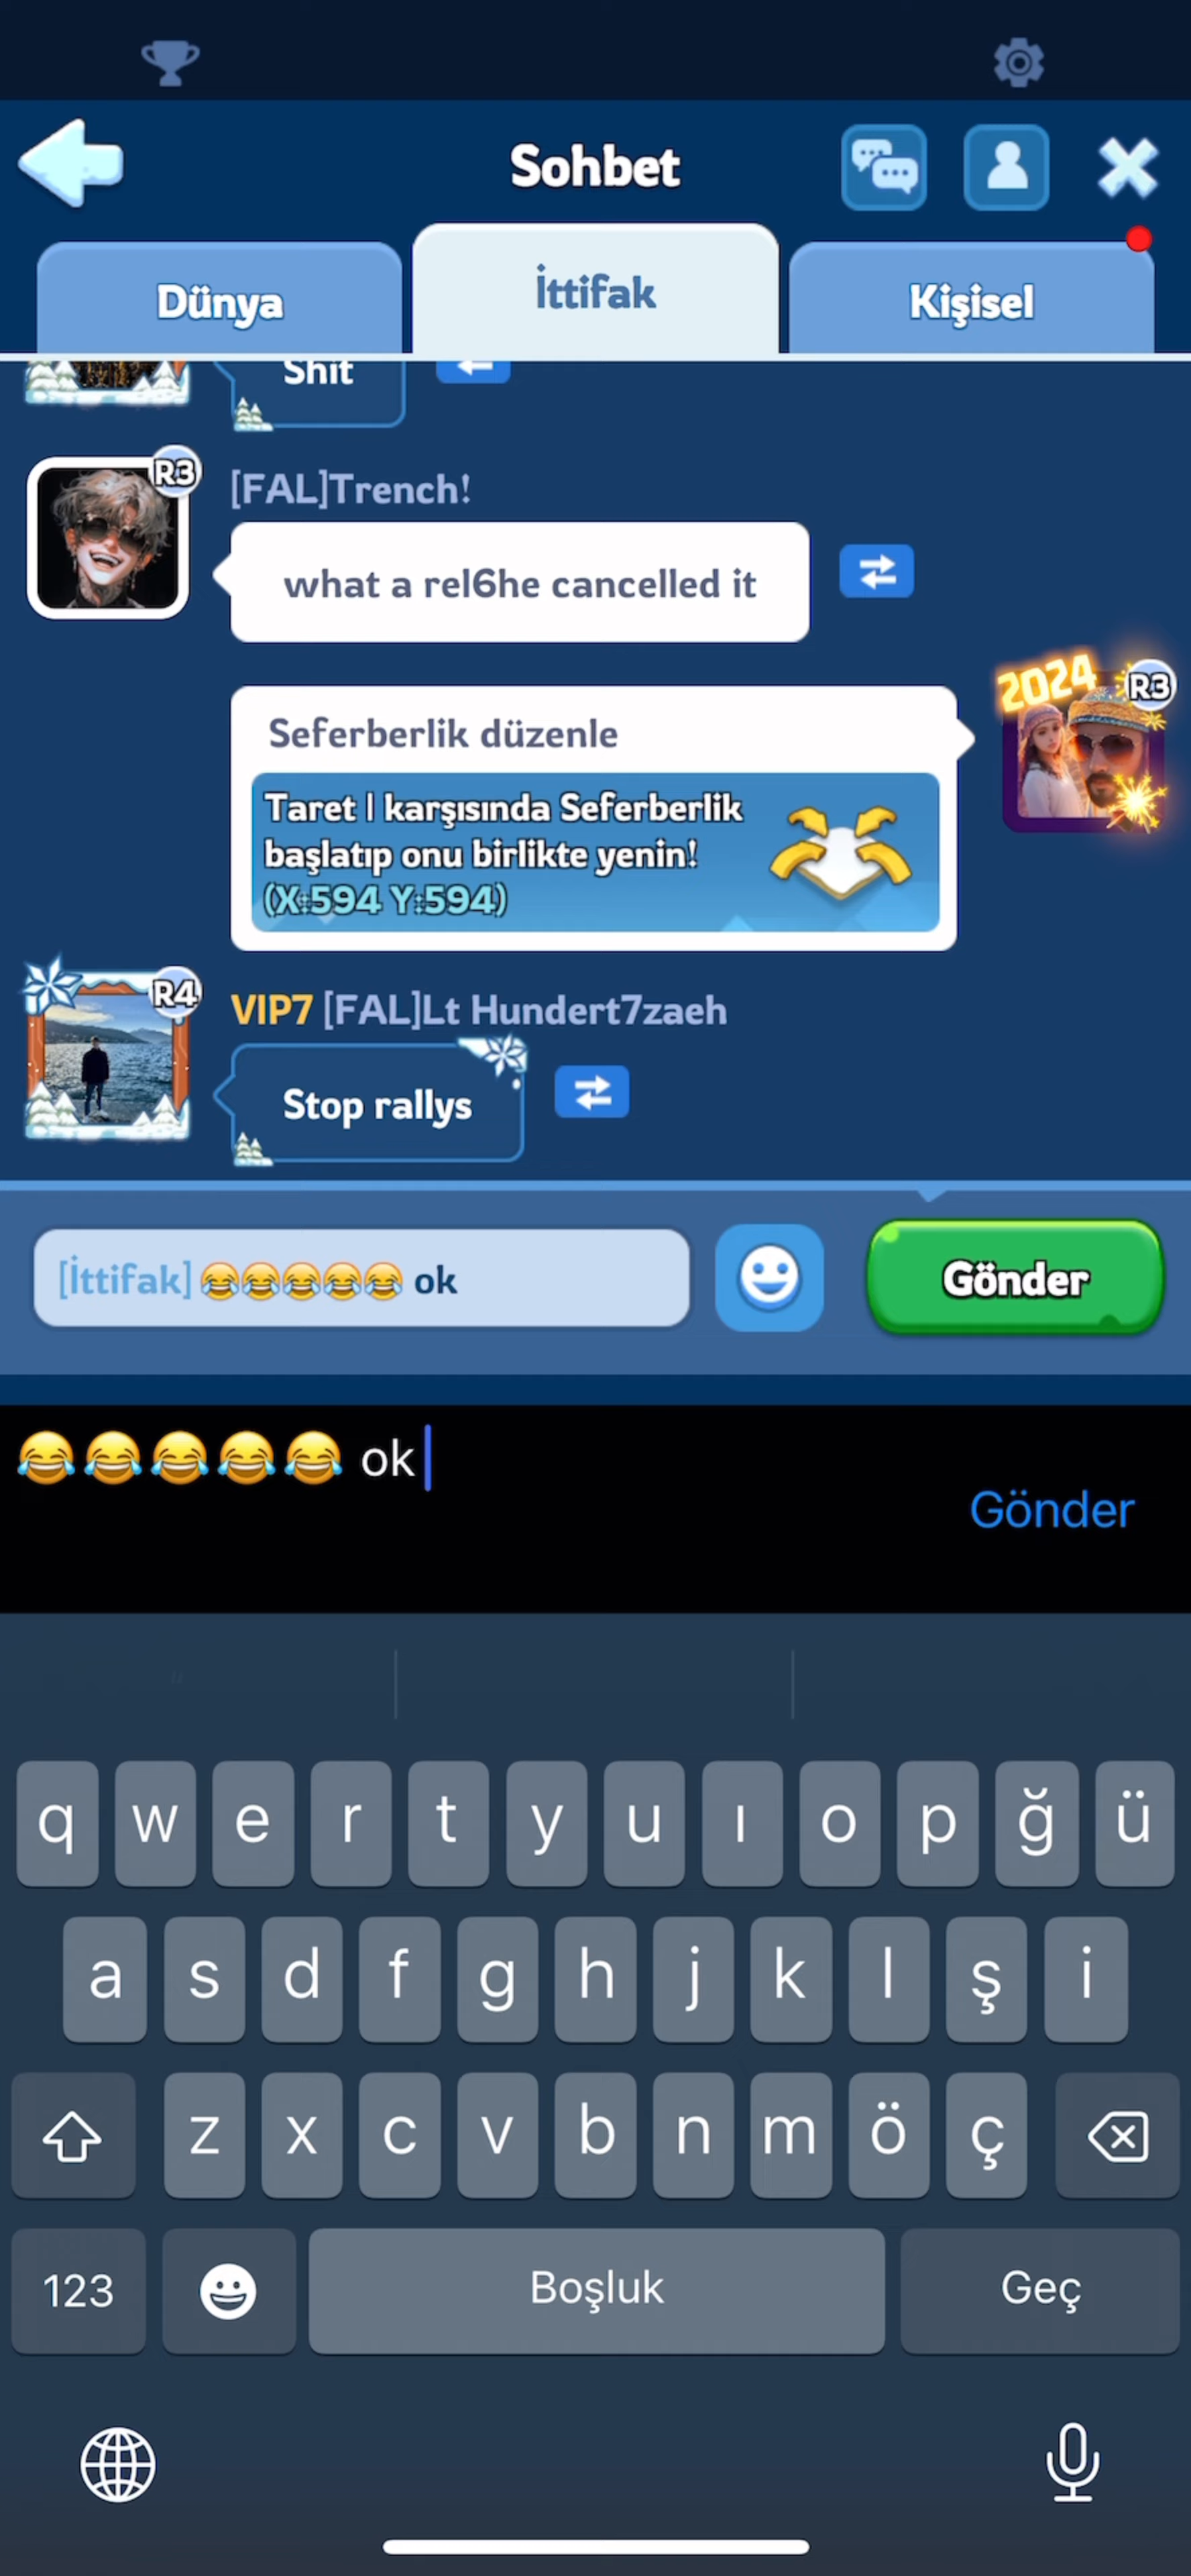 Sohbet
Dünya
İttifak
Kişisel
Shit
R3
[FAL]Trench!
what a rel6he cancelled it
2024
R3
Seferberlik düzenle
Taret I karşısında Seferberlik
başlatıp onu birlikte yenin!
(X:594 Y:594)
R4
VIP7 [FAL]Lt Hundert7zaeh
Stop rallys
[İttifak]😂😂😂😂😂 ok
Gönder
😂😂😂😂😂 ok
Gönder
q w e r t y u ı o p ğ ü
a s d f g h j k l ş i
z x c v b n m ö ç
123
Boşluk
Geç